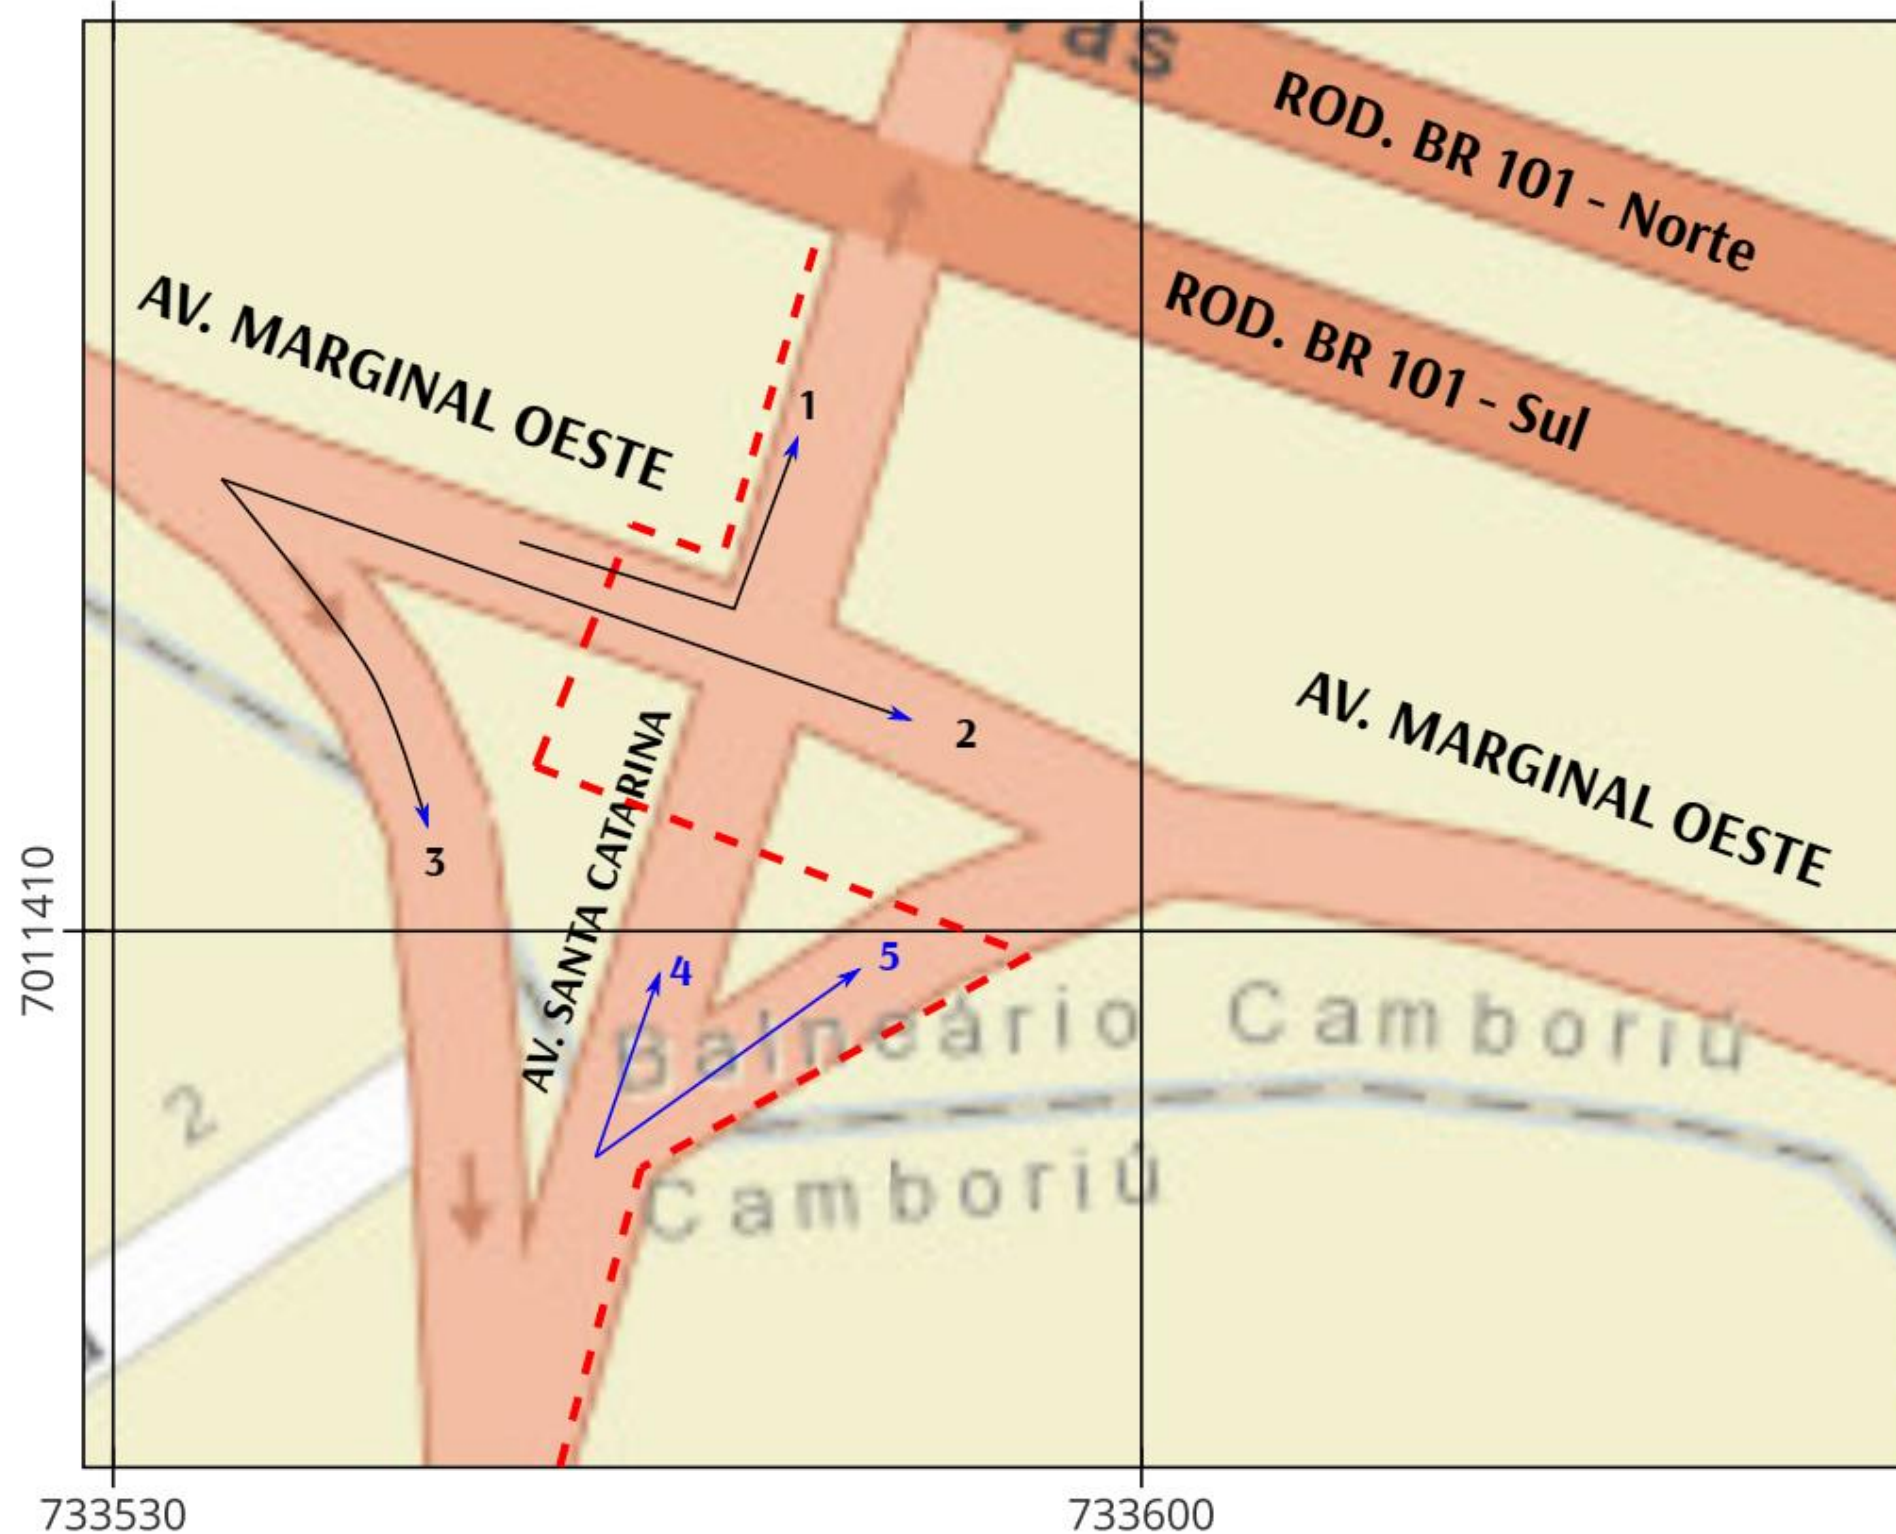 vas
ROD. BR 101 - Norte
ROD. BR 101 - Sul
AV. MARGINAL OESTE
1
2
AV. MARGINAL OESTE
AV. SANTA CATARINA
3
7011410
4
5
Balneário Camboriú
2
Camboriú
733530
733600